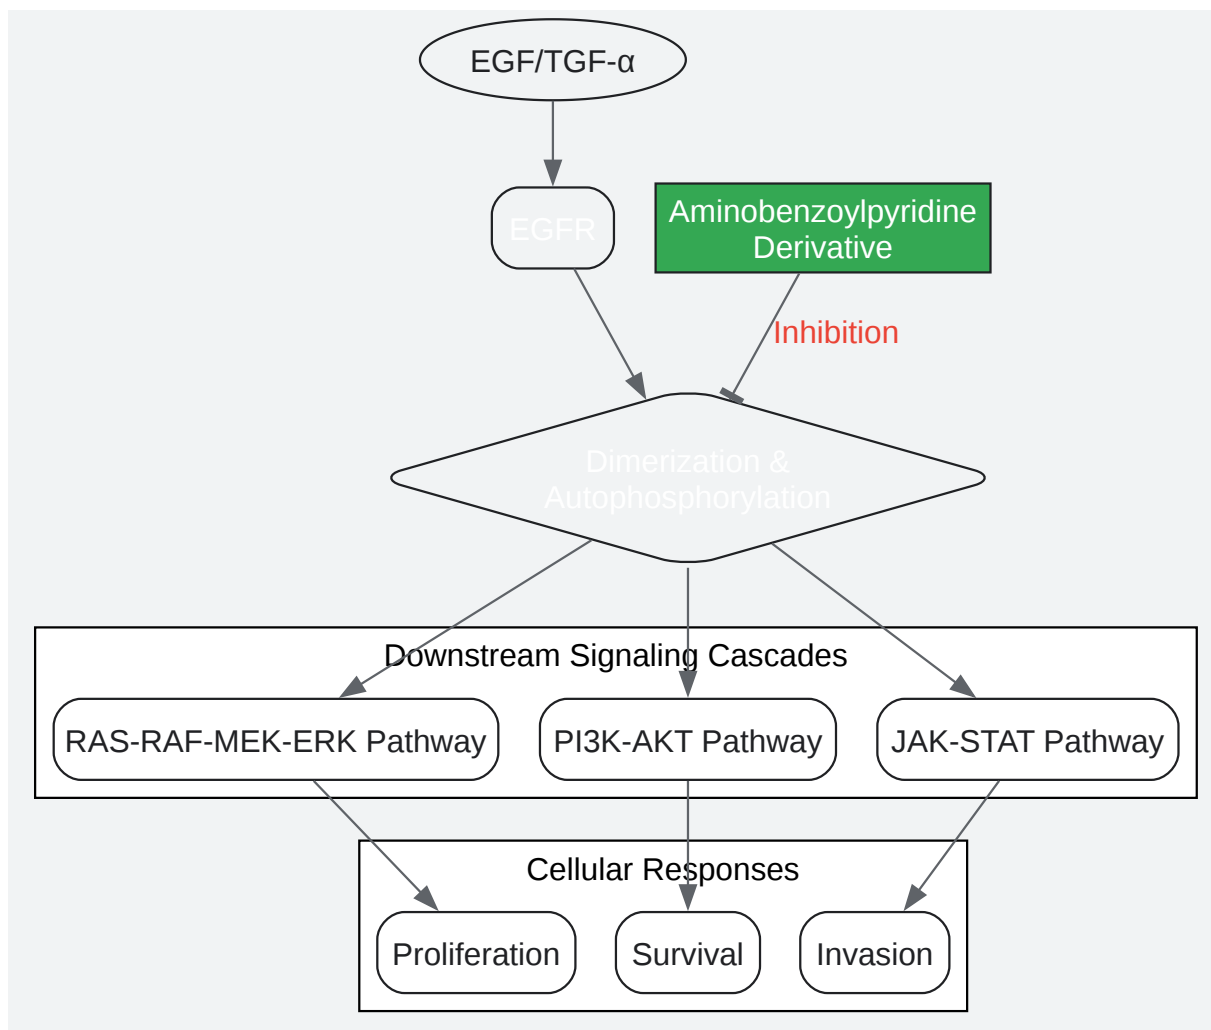 EGF/TGF-α
EGFR
Aminobenzoylpyridine
Derivative
Inhibition
Dimerization &
Autophosphorylation
Downstream Signaling Cascades
RAS-RAF-MEK-ERK Pathway
PI3K-AKT Pathway
JAK-STAT Pathway
Cellular Responses
Proliferation
Survival
Invasion